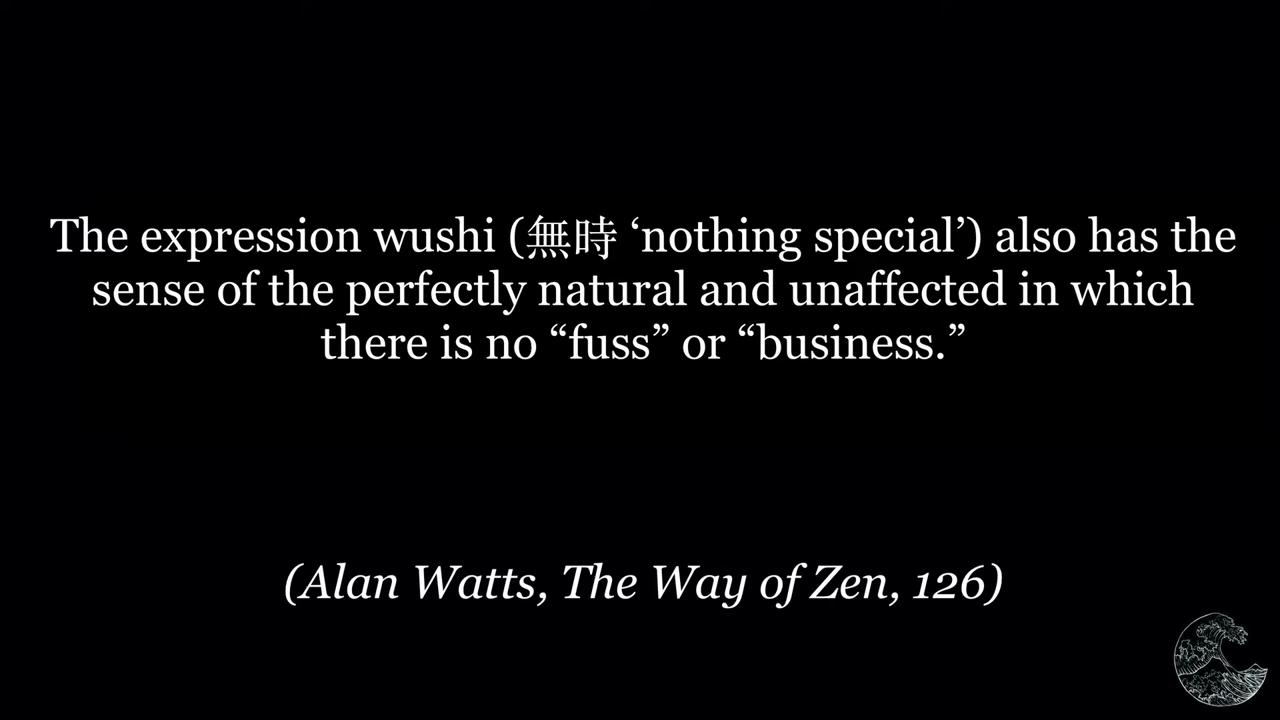 The expression wushi (無時 ‘nothing special’) also has the
sense of the perfectly natural and unaffected in which
there is no “fuss” or “business.”
(Alan Watts, The Way of Zen, 126)